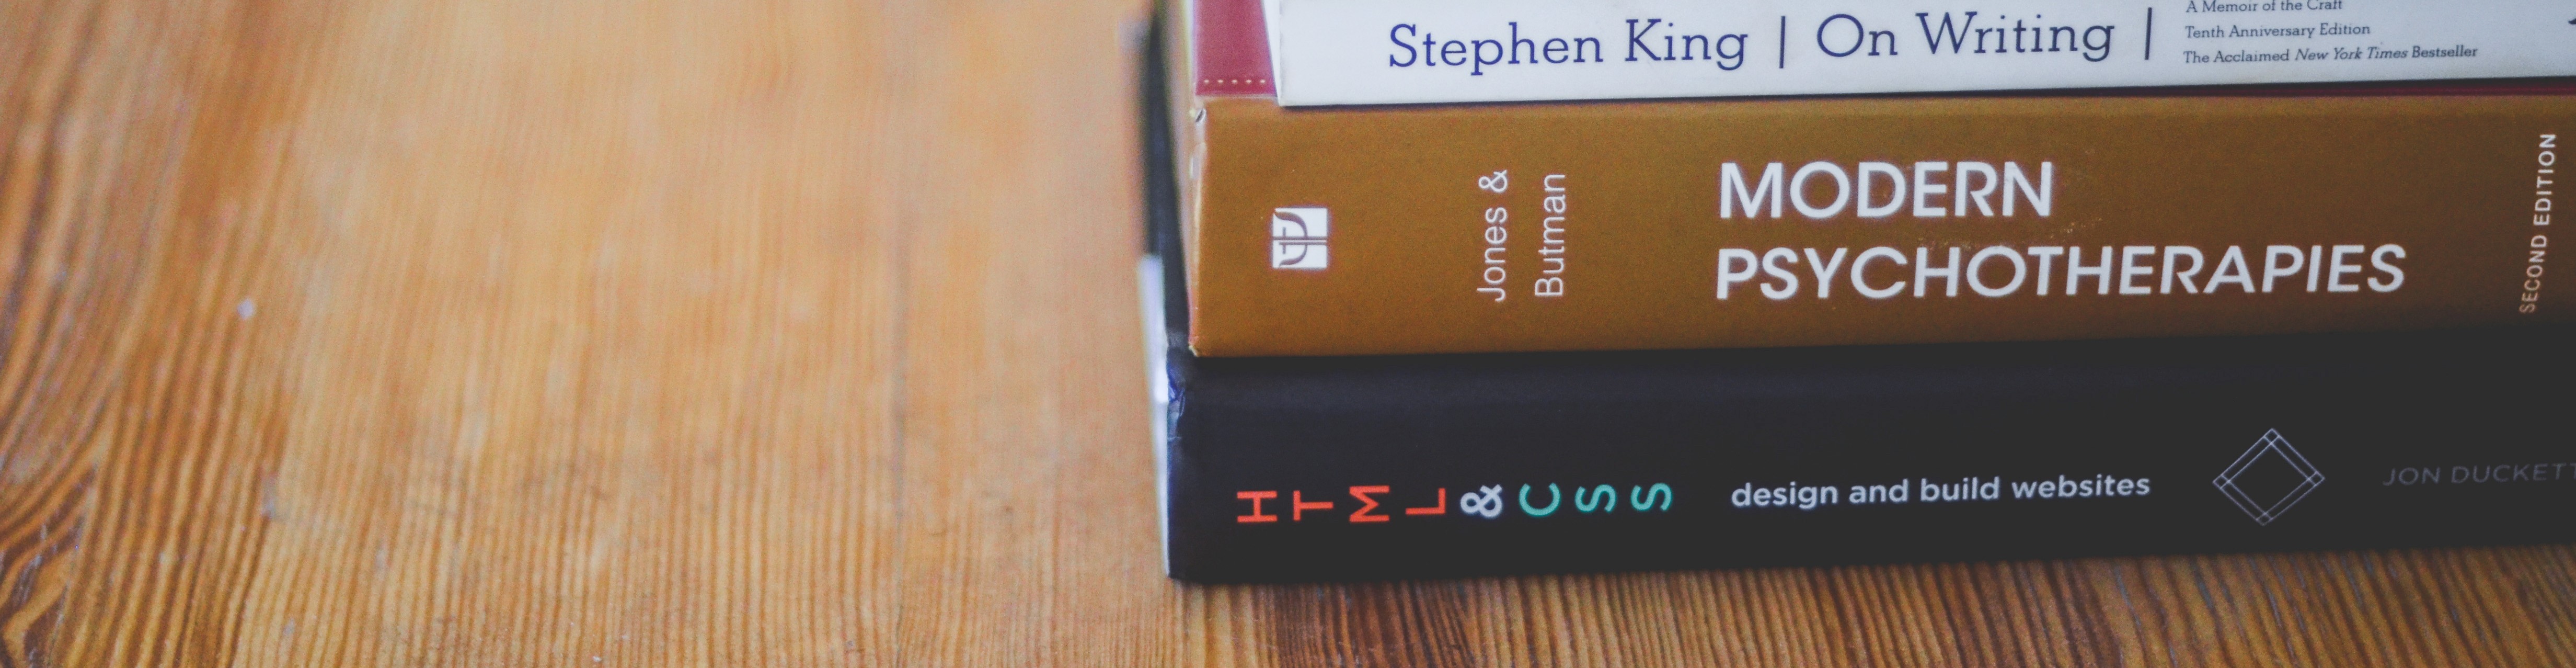 Stephen King | On Writing |
A Memoir of the Craft
Tenth Anniversary Edition
The Acclaimed New York Times Bestseller
Jones &
Butman
MODERN
PSYCHOTHERAPIES
SECOND EDITION
HTML & CSS
design and build websites
JON DUCKETT